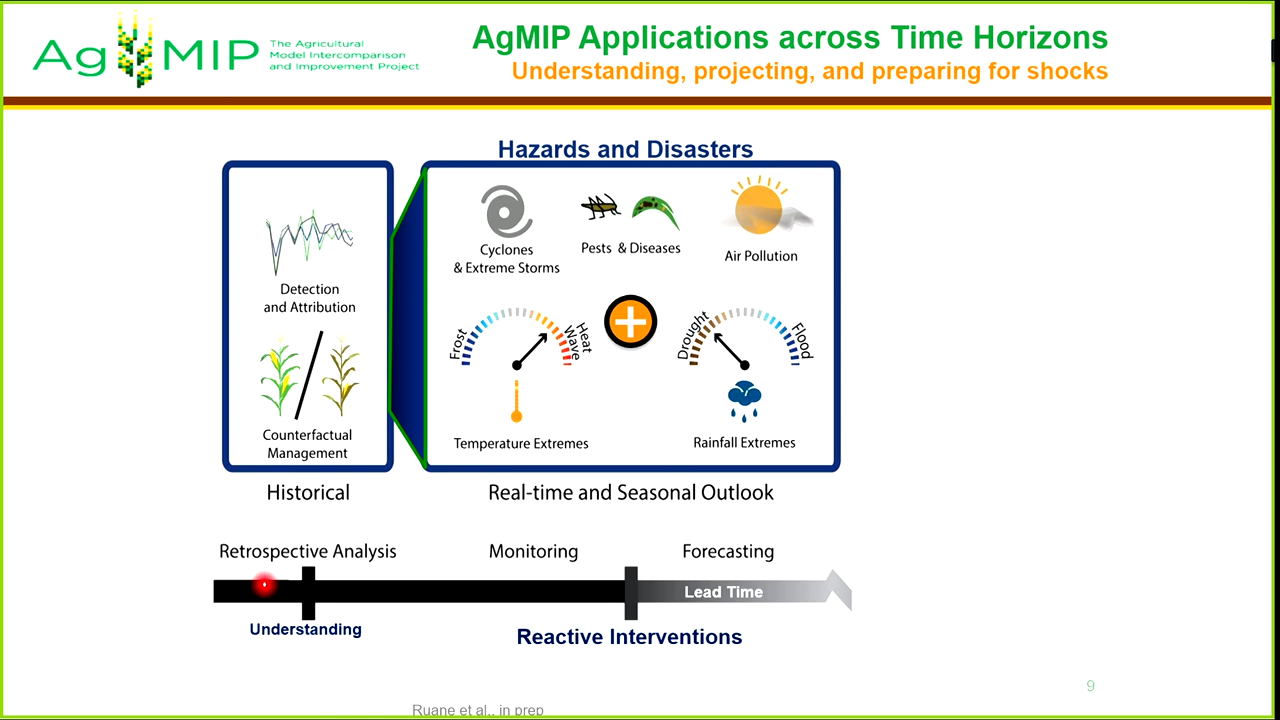 AgMIP
The Agricultural
Model Intercomparison
and Improvement Project
AgMIP Applications across Time Horizons
Understanding, projecting, and preparing for shocks
Hazards and Disasters
Detection
and Attribution
Counterfactual
Management
Cyclones
& Extreme Storms
Pests & Diseases
Air Pollution
Frost
Heat
Wave
Temperature Extremes
Drought
Flood
Rainfall Extremes
Historical
Real-time and Seasonal Outlook
Retrospective Analysis
Monitoring
Forecasting
Lead Time
Understanding
Reactive Interventions
9
Ruane et al., in prep